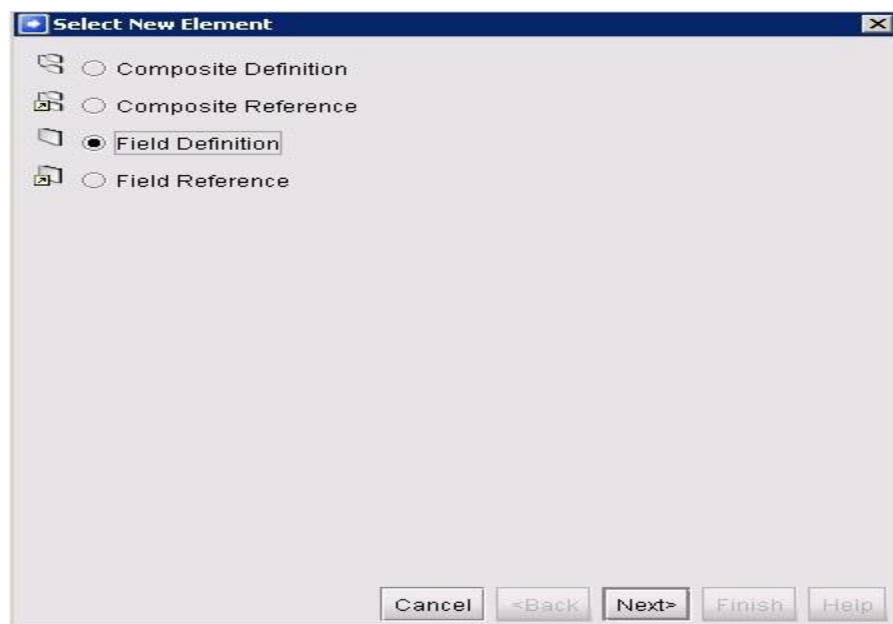 Select New Element
Composite Definition
Composite Reference
Field Definition
Field Reference
Cancel <Back Next> Finish Help